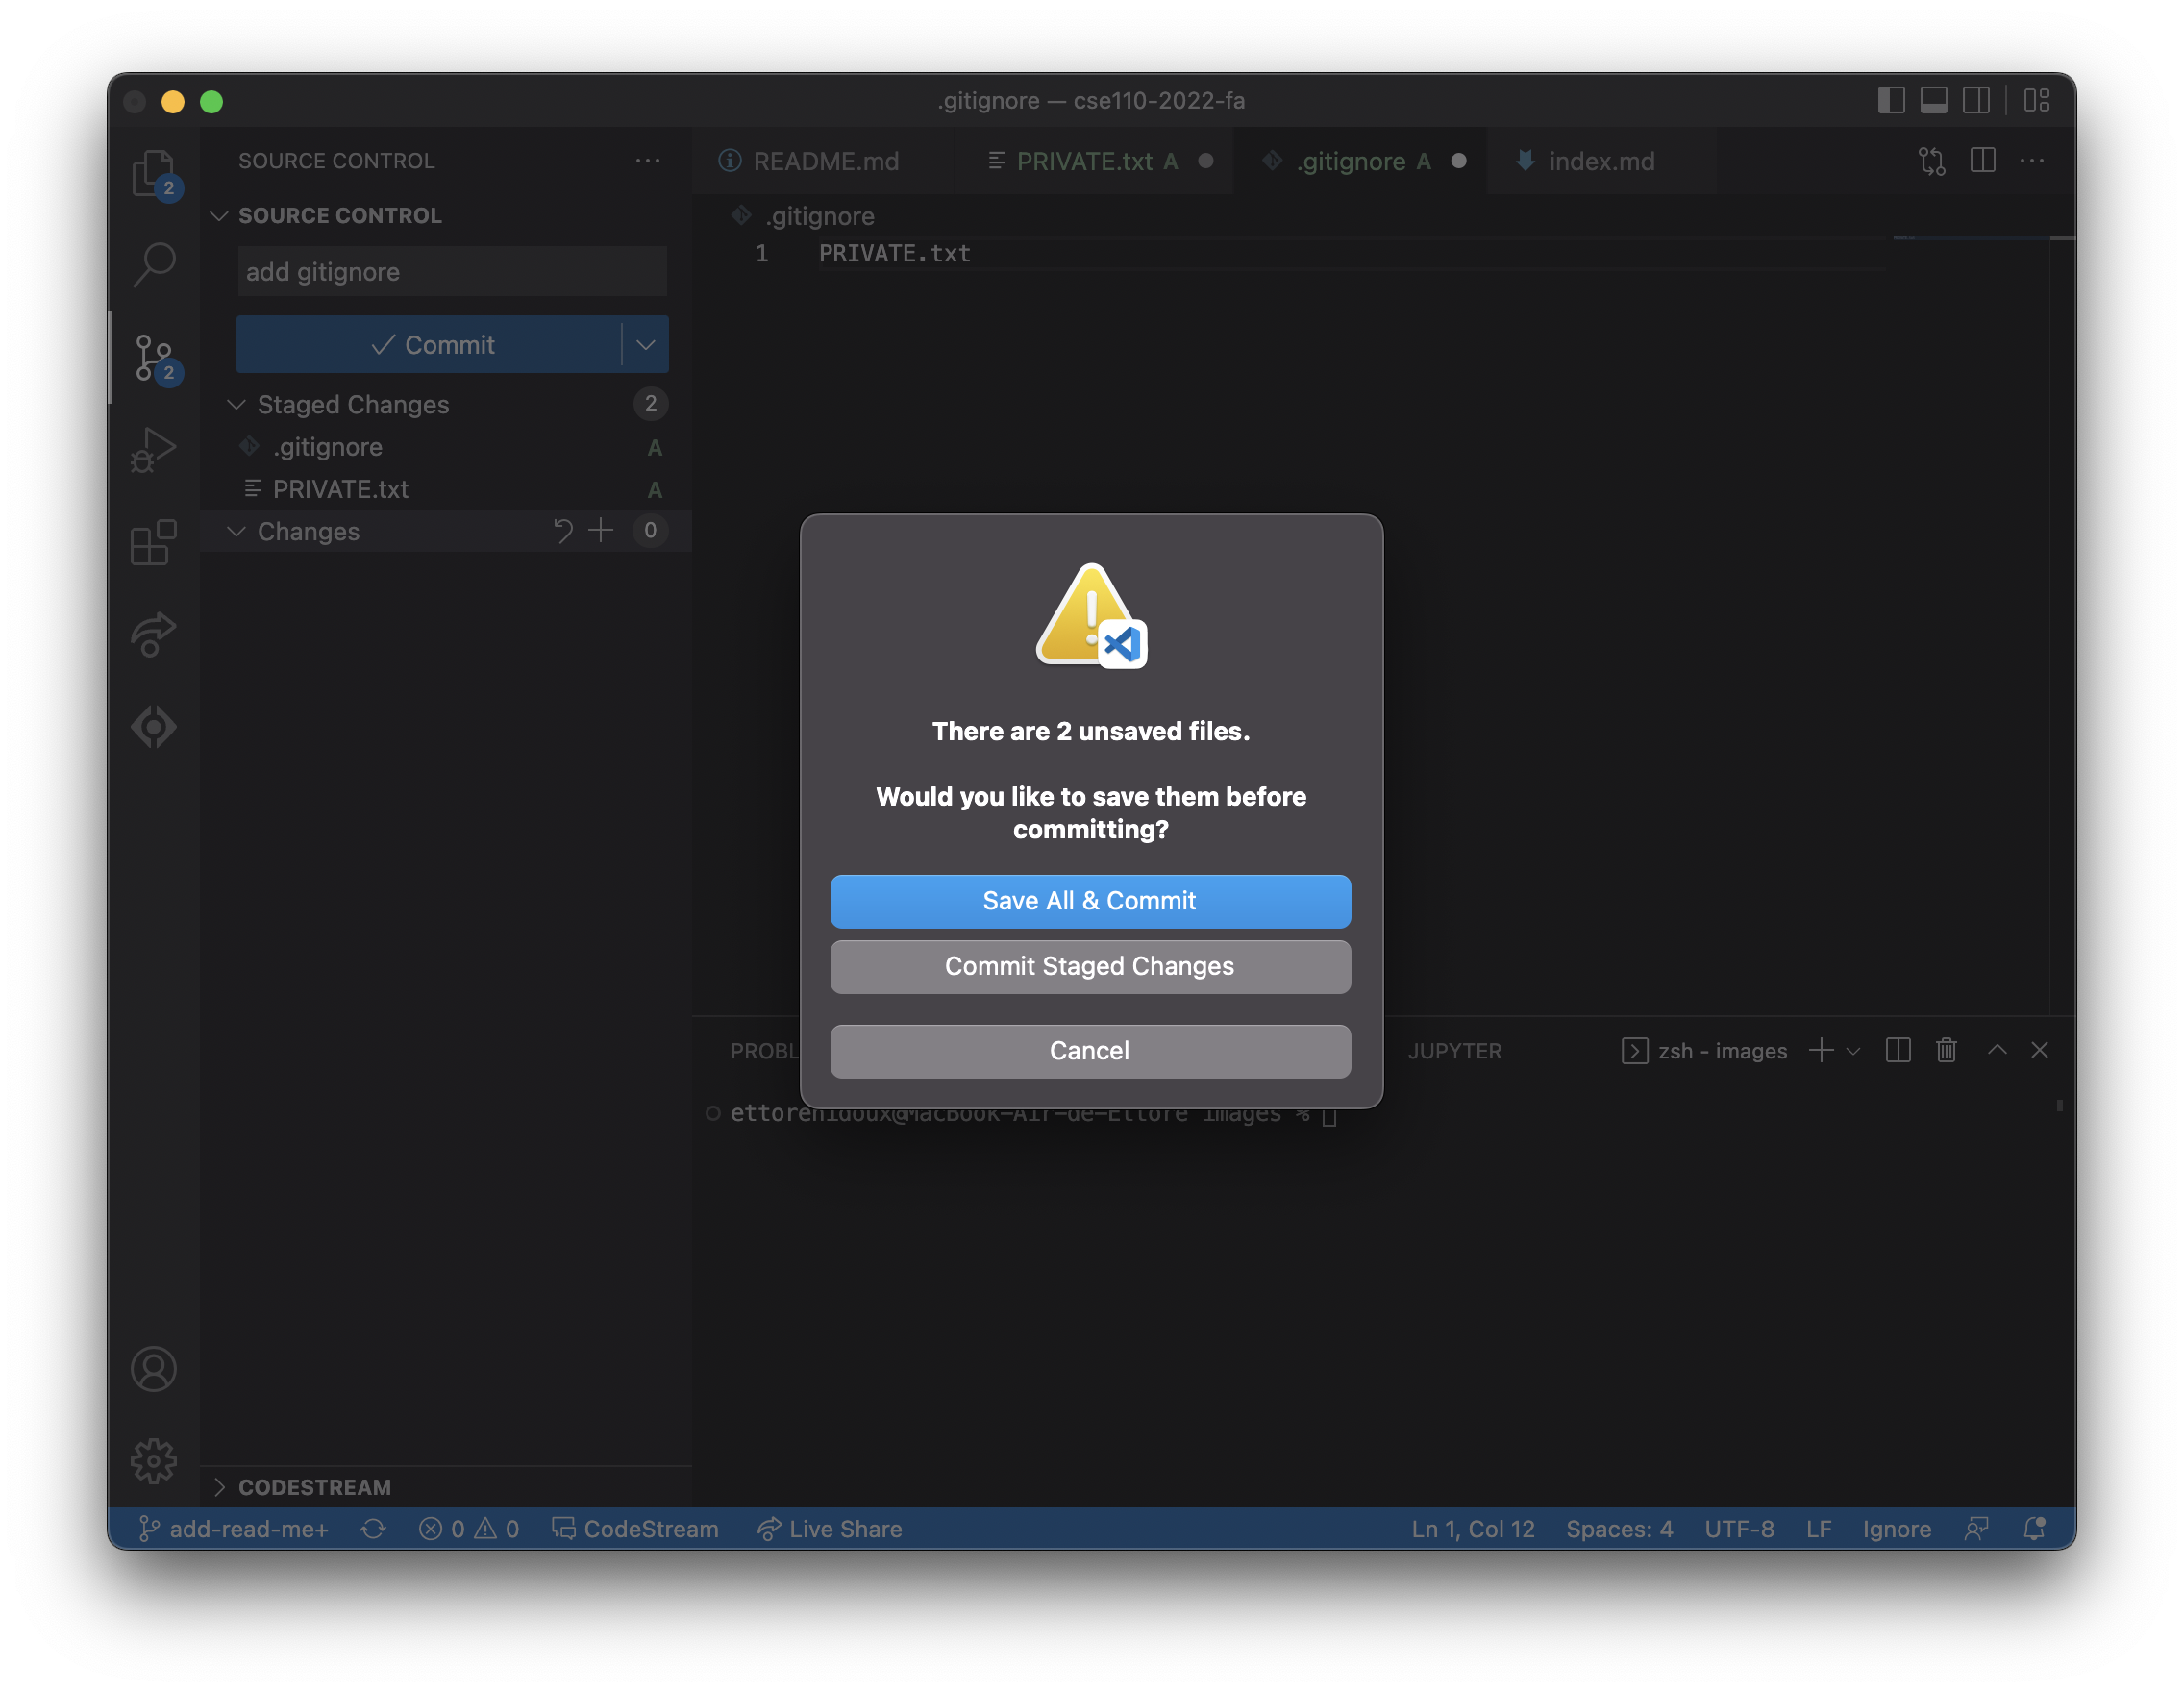 .gitignore — cse110-2022-fa
2
2
SOURCE CONTROL
SOURCE CONTROL
add gitignore
Commit
Staged Changes 2
.gitignore A
PRIVATE.txt A
Changes 0
CODESTREAM
README.md PRIVATE.txt A .gitignore A index.md
.gitignore
1 PRIVATE.txt
There are 2 unsaved files.
Would you like to save them before
committing?
Save All & Commit
Commit Staged Changes
Cancel
PROBL JUPYTER zsh - images
ettorenidoux@MacBook-Air-de-Ettore images %
add-read-me+ 0 0 CodeStream Live Share Ln 1, Col 12 Spaces: 4 UTF-8 LF Ignore